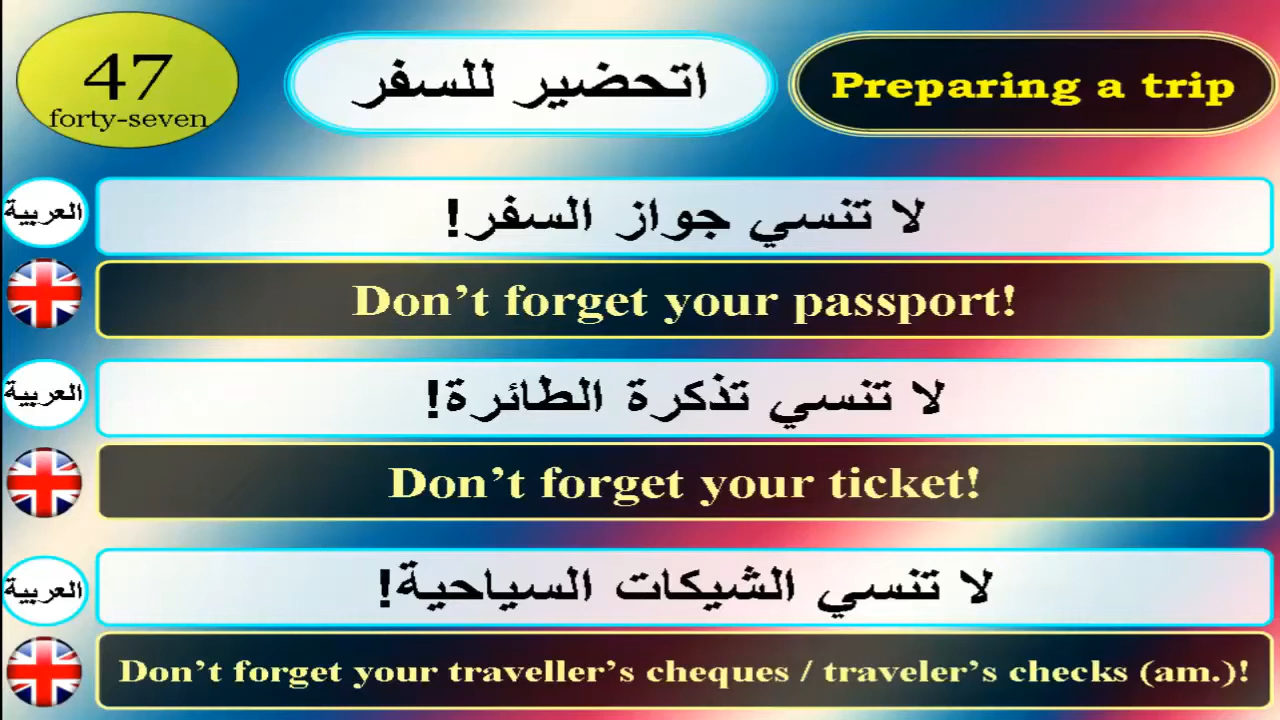 47
forty-seven
اتحضير للسفر
Preparing a trip
العربية
لا تنسي جواز السفر!
Don’t forget your passport!
العربية
لا تنسي تذكرة الطائرة!
Don’t forget your ticket!
العربية
لا تنسي الشيكات السياحية!
Don’t forget your traveller’s cheques / traveler’s checks (am.)!